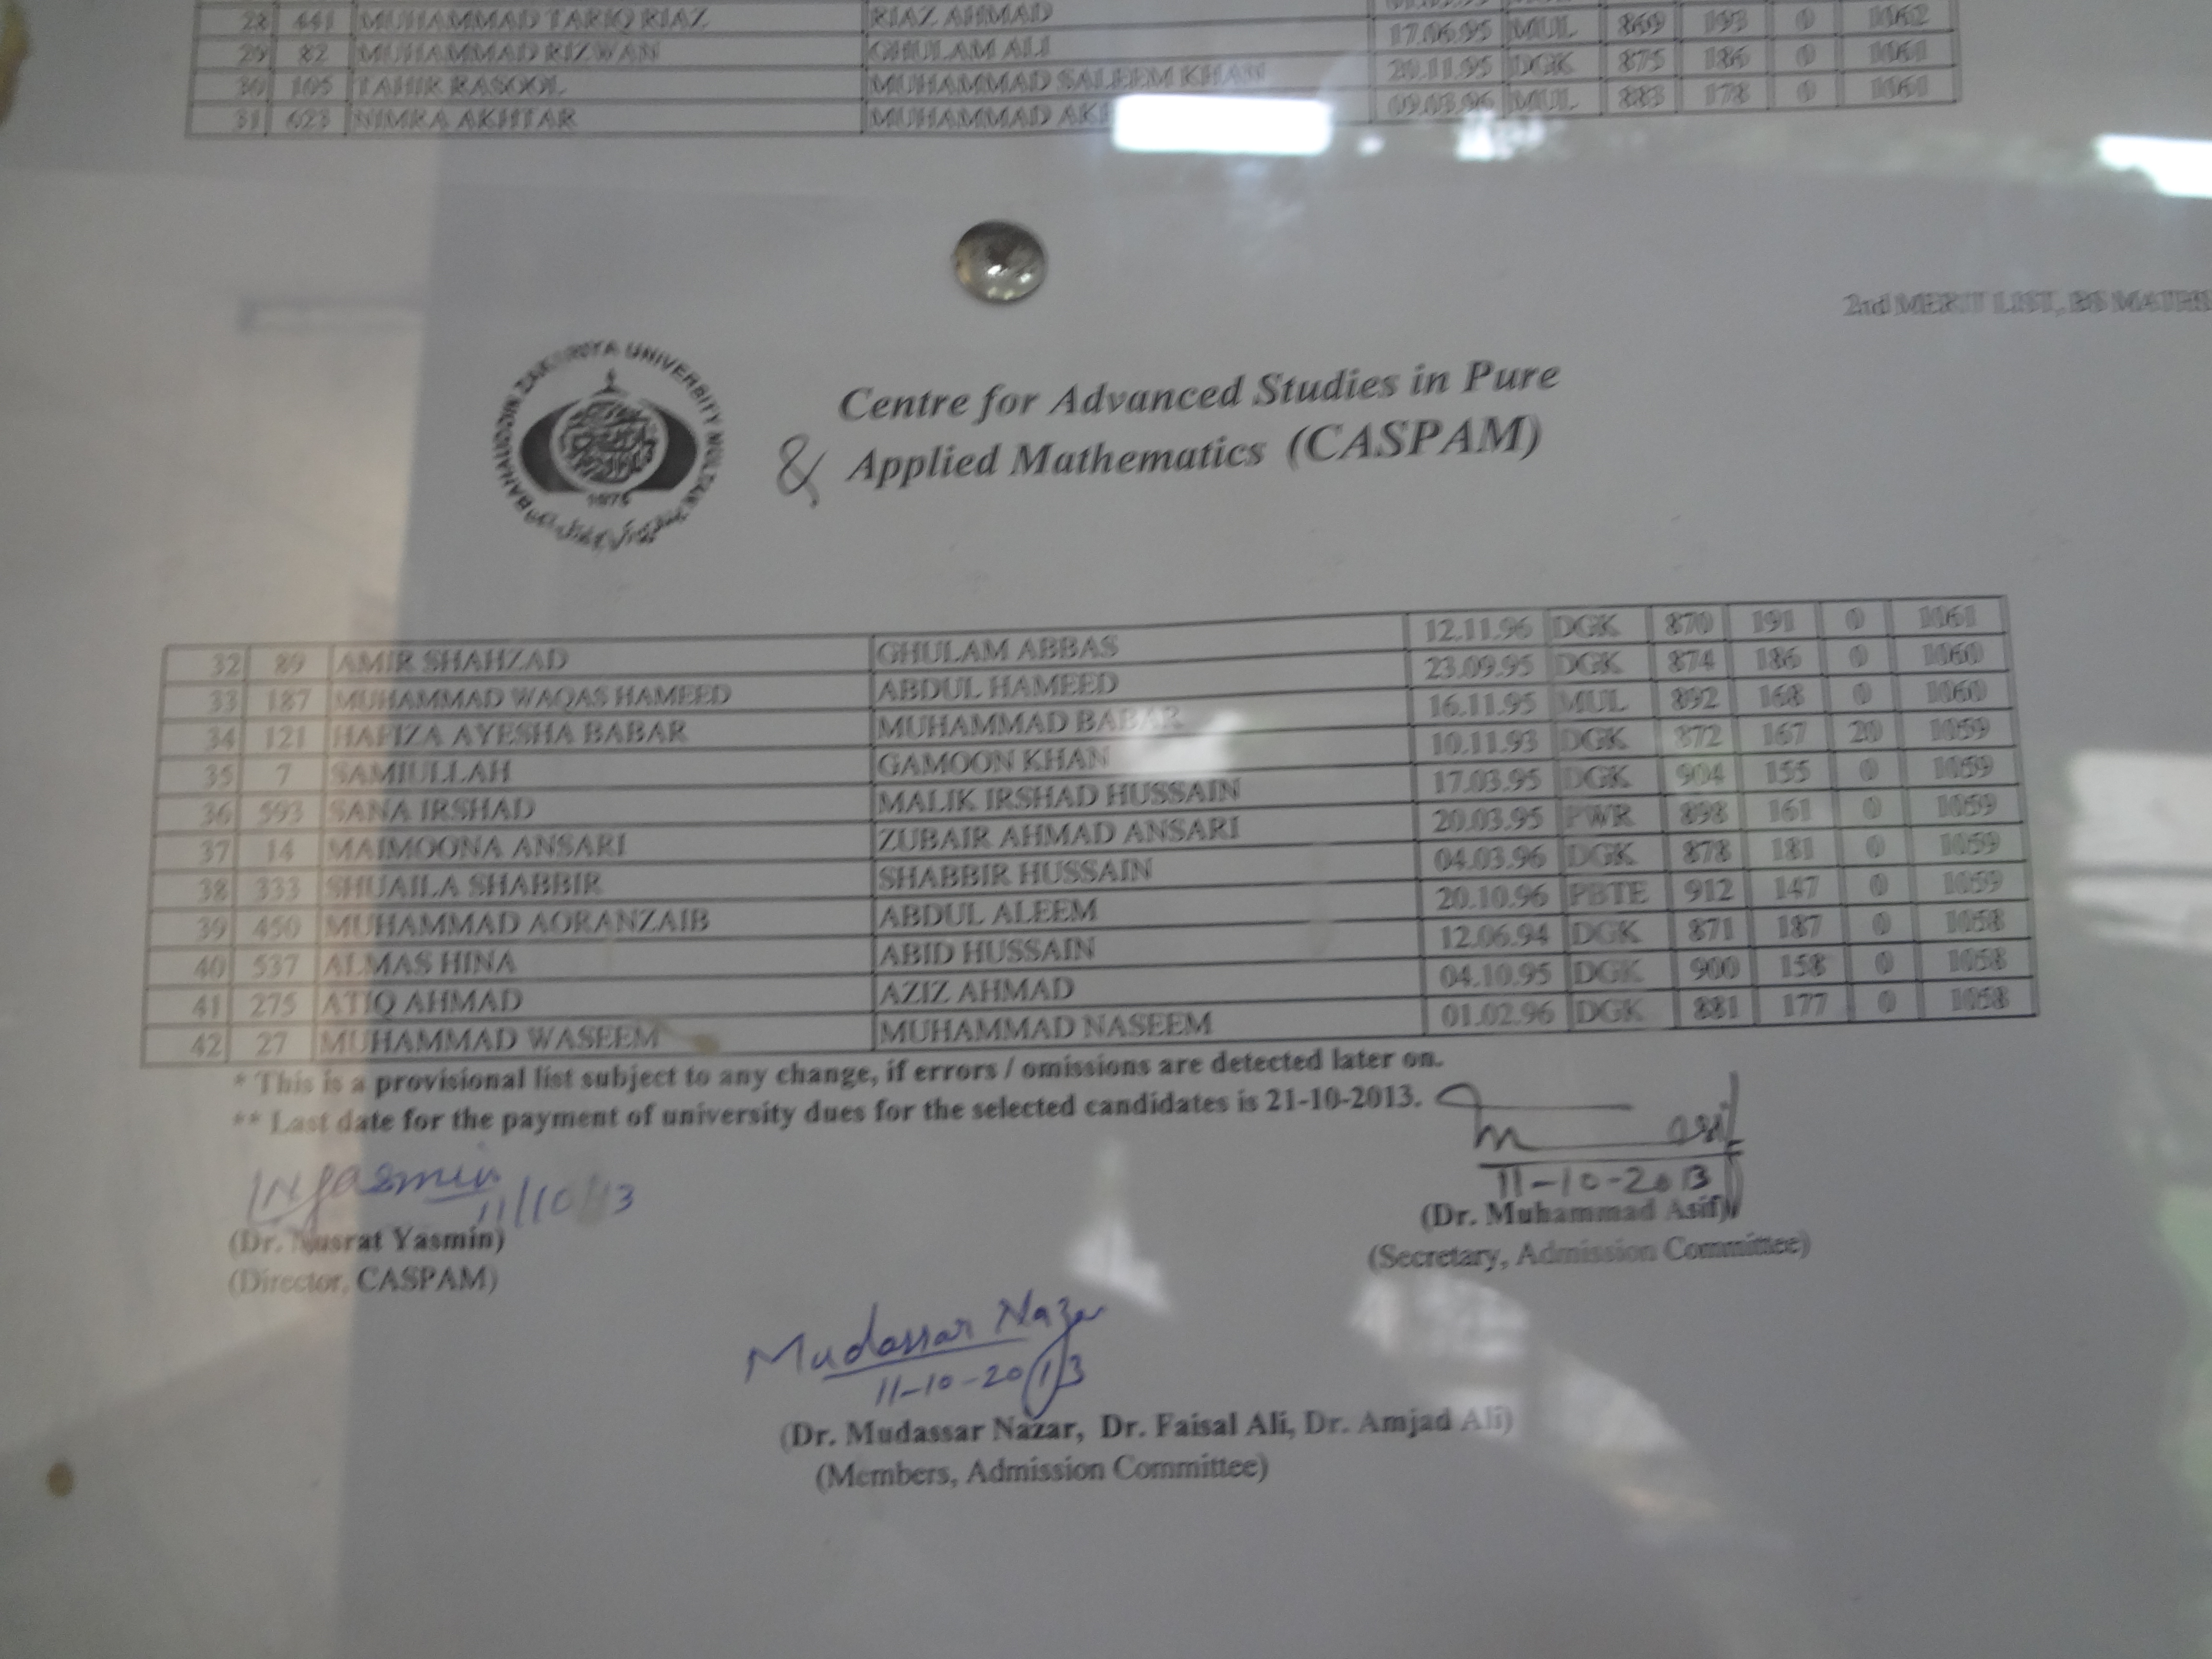 28 441 MUHAMMAD TARIQ RIAZ RIAZ AHMAD
29 82 MUHAMMAD RIZWAN GHULAM ALI 17.06.95 MUL 869 193 0 1062
30 105 TAHIR RASOOL MUHAMMAD SALEEM KHAN 20.11.95 DGK 875 186 0 1061
31 623 NIMRA AKHTAR MUHAMMAD 09.03.96 MUL 883 178 0 1061
2nd MERIT LIST, BS MATHS
BAHAUDDIN ZAKARIYA UNIVERSITY MULTAN
1975
Centre for Advanced Studies in Pure
& Applied Mathematics (CASPAM)
32 89 AMIR SHAHZAD GHULAM ABBAS 12.11.96 DGK 870 191 0 1061
33 187 MUHAMMAD WAQAS HAMEED ABDUL HAMEED 23.09.95 DGK 874 186 0 1060
34 121 HAFIZA AYESHA BABAR MUHAMMAD BABAR 16.11.95 MUL 892 168 0 1060
35 7 SAMIULLAH GAMOON KHAN 10.11.93 DGK 872 167 20 1059
36 593 SANA IRSHAD MALIK IRSHAD HUSSAIN 17.03.95 DGK 904 155 0 1059
37 14 MAIMOONA ANSARI ZUBAIR AHMAD ANSARI 20.03.95 PWR 898 161 0 1059
38 333 SHUAILA SHABBIR SHABBIR HUSSAIN 04.03.96 DGK 878 181 0 1059
39 450 MUHAMMAD AORANZAIB ABDUL ALEEM 20.10.96 PBTE 912 147 0 1059
40 537 ALMAS HINA ABID HUSSAIN 12.06.94 DGK 871 187 0 1058
41 275 ATIQ AHMAD AZIZ AHMAD 04.10.95 DGK 900 158 0 1058
42 27 MUHAMMAD WASEEM MUHAMMAD NASEEM 01.02.96 DGK 881 177 0 1058
* This is a provisional list subject to any change, if errors / omissions are detected later on.
** Last date for the payment of university dues for the selected candidates is 21-10-2013.
NYasmin
11/10/13
(Dr. Nusrat Yasmin)
(Director, CASPAM)
m asif
11-10-2013
(Dr. Muhammad Asif)
(Secretary, Admission Committee)
Mudassar Nazar
11-10-2013
(Dr. Mudassar Nazar, Dr. Faisal Ali, Dr. Amjad Ali)
(Members, Admission Committee)